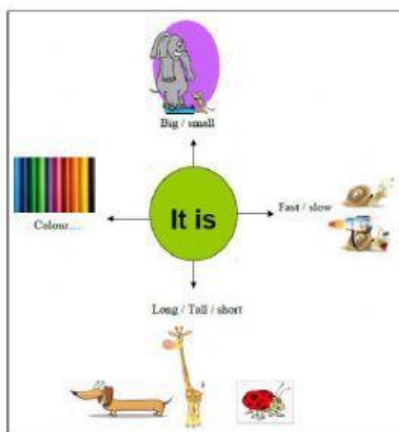 Big / small
Colour...
It is
Fast / slow
Long / Tall / short